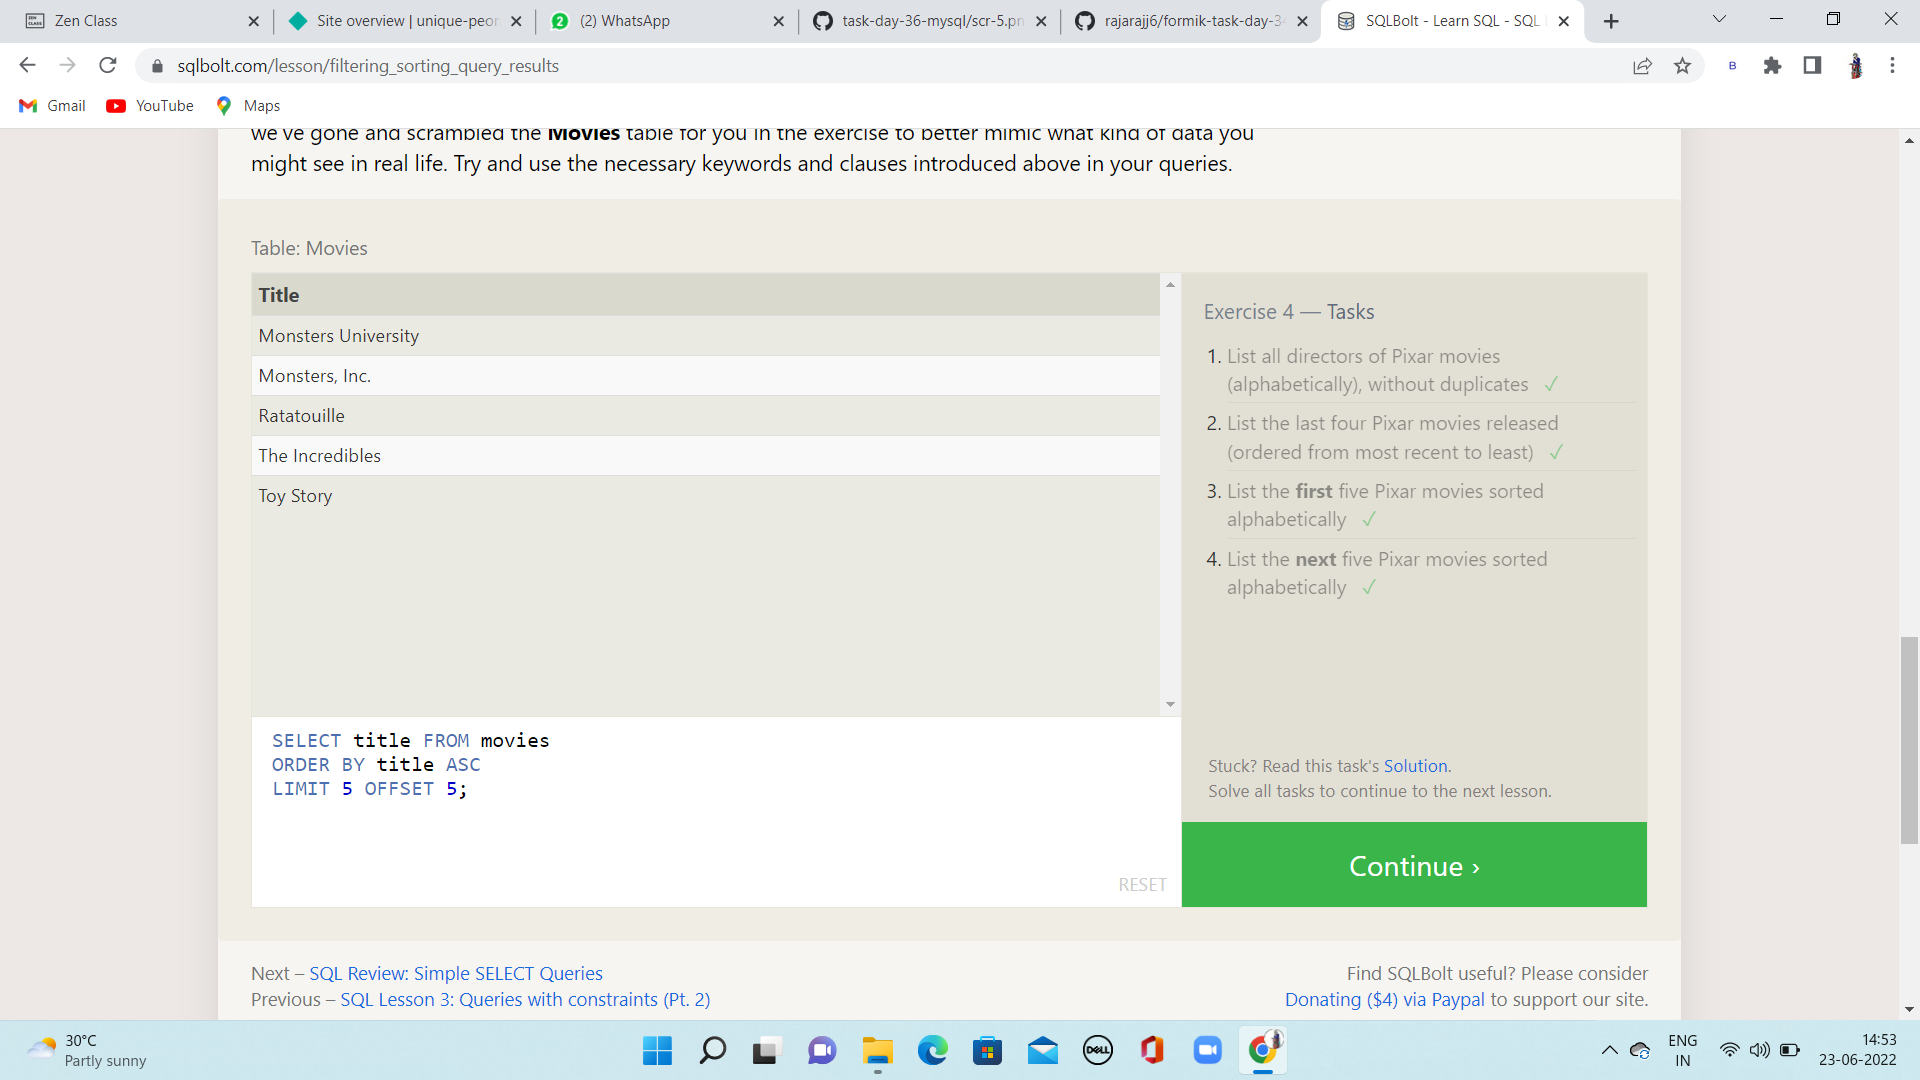 Zen Class
Site overview | unique-peor
(2) WhatsApp
task-day-36-mysql/scr-5.pn
rajarajj6/formik-task-day-34
SQLBolt - Learn SQL - SQL
sqlbolt.com/lesson/filtering_sorting_query_results
B
Gmail
YouTube
Maps
we've gone and scrambled the Movies table for you in the exercise to better mimic what kind of data you
might see in real life. Try and use the necessary keywords and clauses introduced above in your queries.
Table: Movies
Title
Monsters University
Monsters, Inc.
Ratatouille
The Incredibles
Toy Story
SELECT title FROM movies
ORDER BY title ASC
LIMIT 5 OFFSET 5;
RESET
Exercise 4 — Tasks
1. List all directors of Pixar movies
(alphabetically), without duplicates ✓
2. List the last four Pixar movies released
(ordered from most recent to least) ✓
3. List the first five Pixar movies sorted
alphabetically ✓
4. List the next five Pixar movies sorted
alphabetically ✓
Stuck? Read this task's Solution.
Solve all tasks to continue to the next lesson.
Continue ›
Next – SQL Review: Simple SELECT Queries
Previous – SQL Lesson 3: Queries with constraints (Pt. 2)
Find SQLBolt useful? Please consider
Donating ($4) via Paypal to support our site.
30°C
Partly sunny
DELL
ENG
IN
14:53
23-06-2022